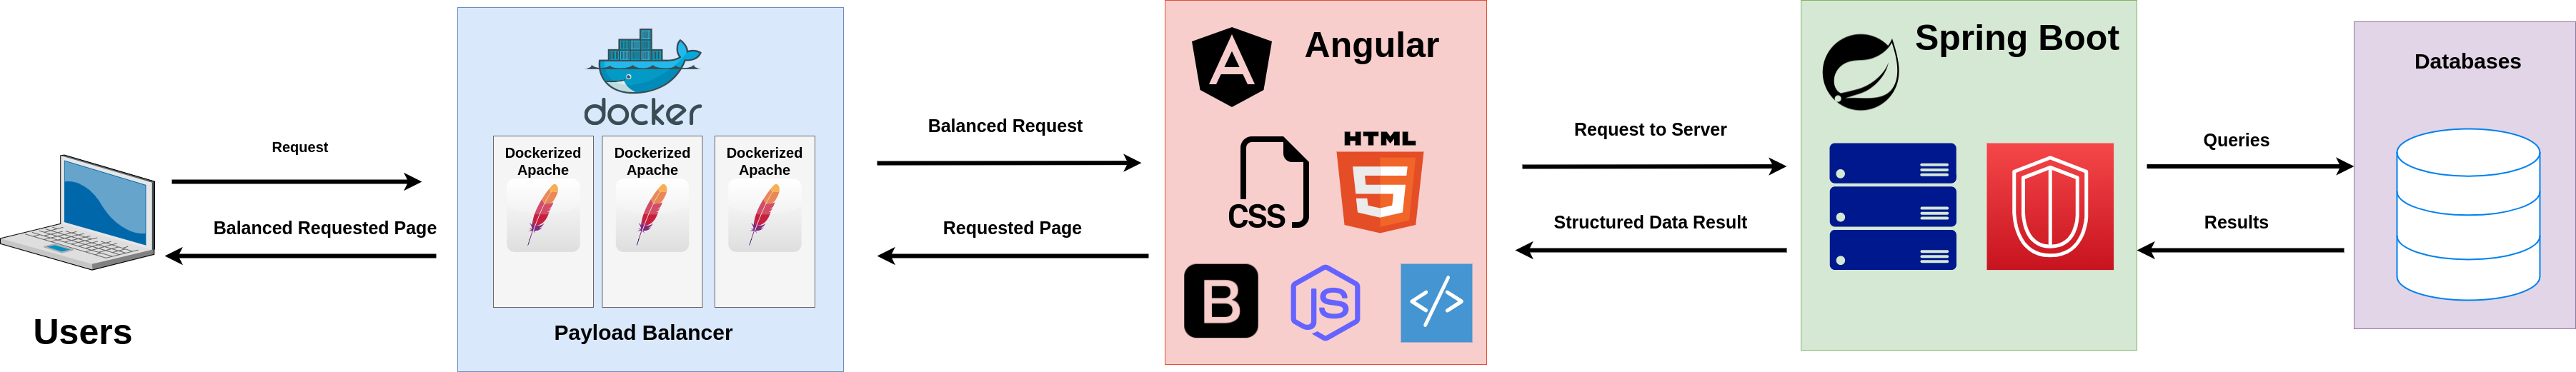 Users
Request
Balanced Requested Page
docker
Dockerized
Apache
Dockerized
Apache
Dockerized
Apache
Payload Balancer
Balanced Request
Requested Page
Angular
A
CSS
HTML
5
B
JS
</>
Request to Server
Structured Data Result
Spring Boot
Queries
Results
Databases